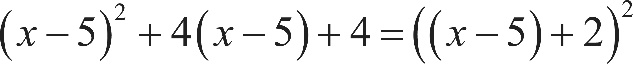 (x − 5)² + 4(x − 5) + 4 = ((x − 5) + 2)²